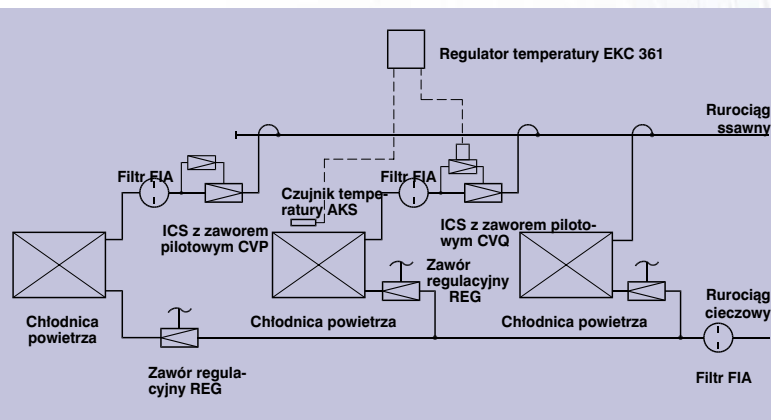 Regulator temperatury EKC 361
Rurociąg
ssawny
Filtr FIA
Filtr FIA
Czujnik tempe-
ratury AKS
ICS z zaworem
pilotowym CVP
ICS z zaworem piloto-
wym CVQ
Zawór
regulacyjny
REG
Rurociąg
cieczowy
Chłodnica
powietrza
Chłodnica powietrza
Chłodnica powietrza
Zawór regula-
cyjny REG
Filtr FIA